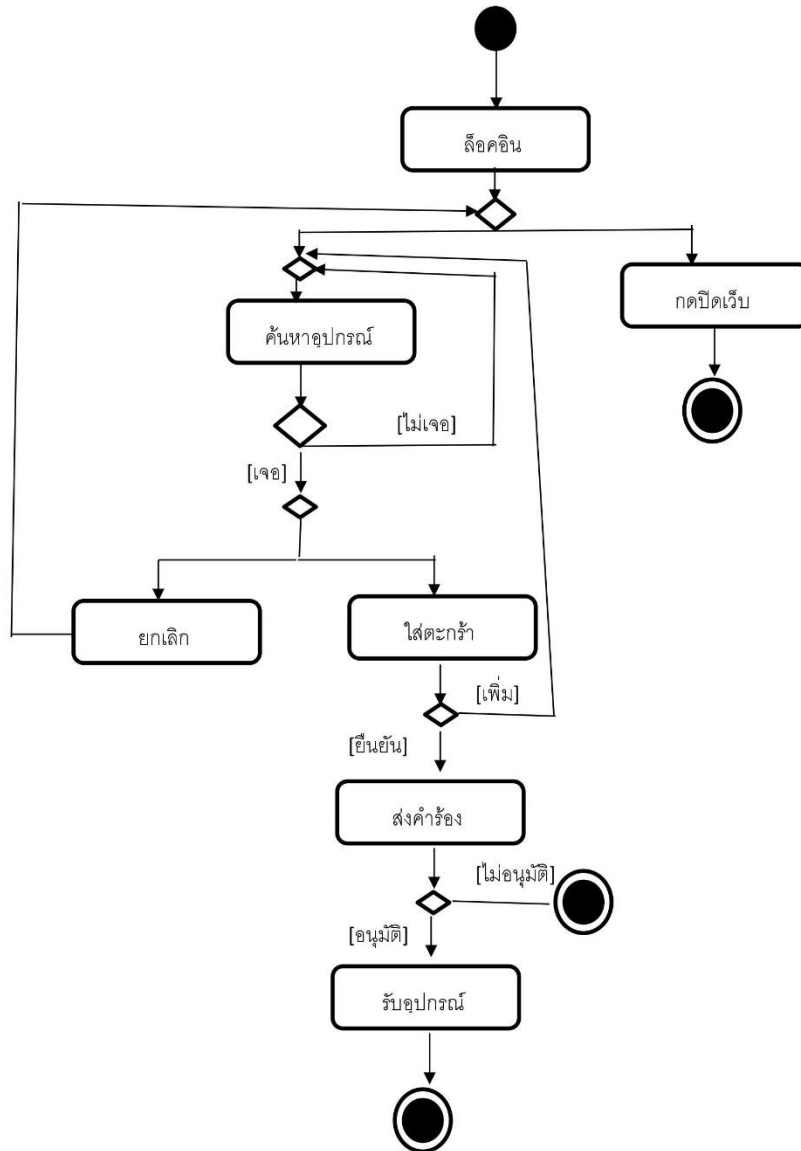 ล็อคอิน
กดปิดเว็บ
ค้นหาอุปกรณ์
[ไม่เจอ]
[เจอ]
ยกเลิก
ใส่ตะกร้า
[เพิ่ม]
[ยืนยัน]
ส่งคำร้อง
[ไม่อนุมัติ]
[อนุมัติ]
รับอุปกรณ์